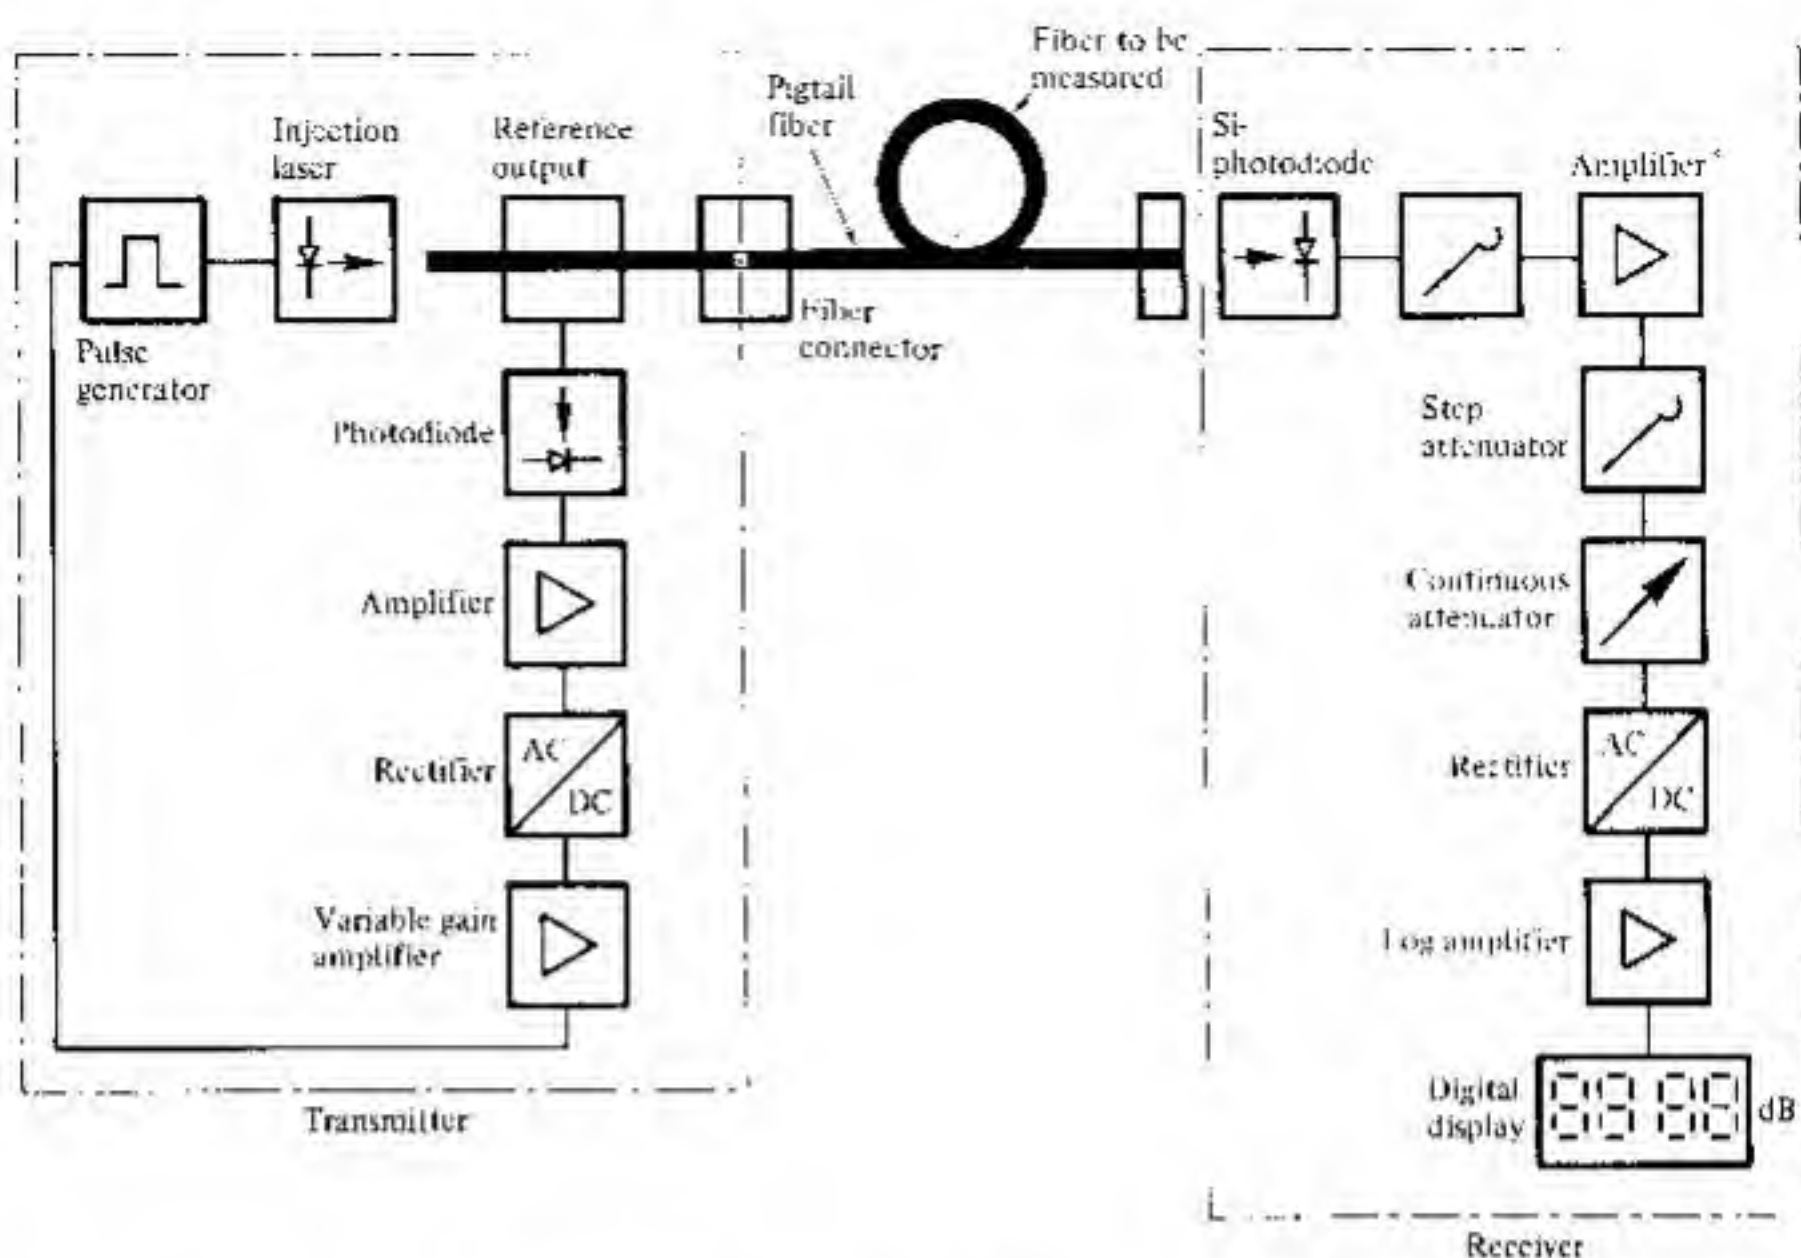 Fiber to be
measured
Pigtail
fiber
Injection
laser
Reference
output
Si-
photodiode
Amplifier
Pulse
generator
Fiber
connector
Photodiode
Step
attenuator
Amplifier
Continuous
attenuator
Rectifier
AC
DC
Rectifier
AC
DC
Variable gain
amplifier
Log amplifier
Digital
display
dB
Transmitter
Receiver